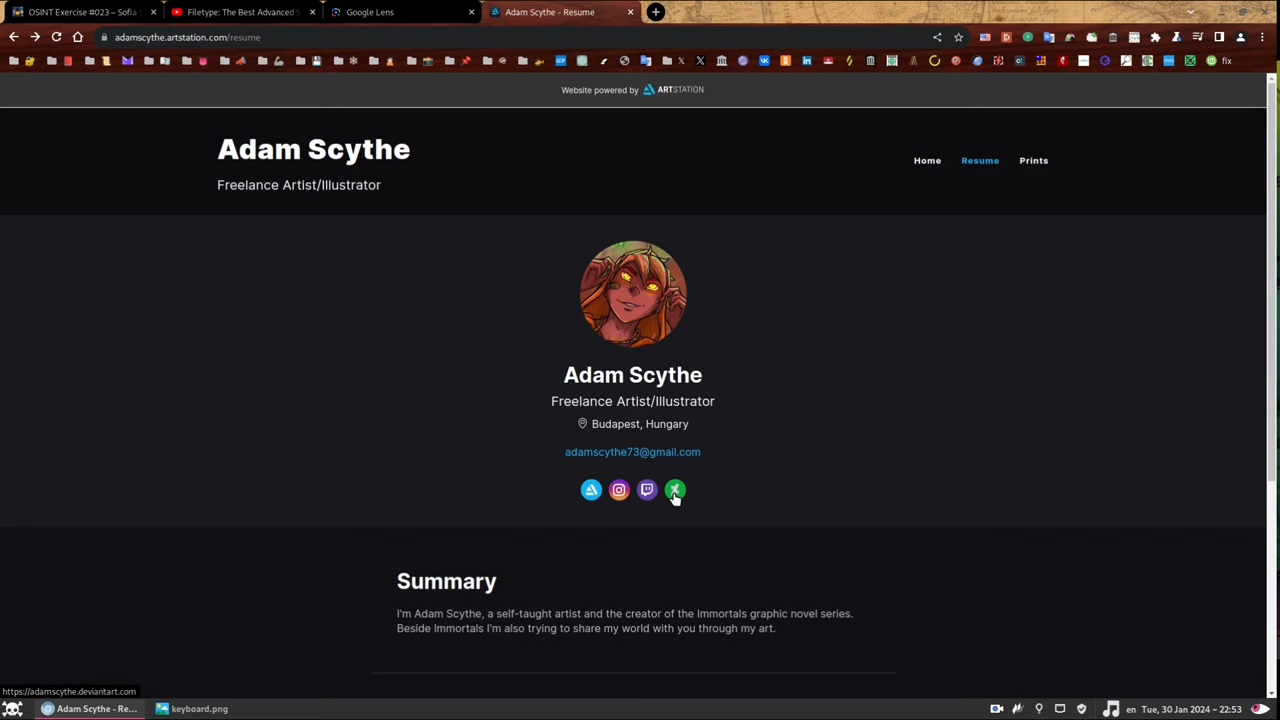 OSINT Exercise #023 – Sofia S
Filetype: The Best Advanced S
Google Lens
Adam Scythe - Resume
adamscythe.artstation.com/resume
fix
Website powered by ARTSTATION
Adam Scythe
Freelance Artist/Illustrator
Home
Resume
Prints
Adam Scythe
Freelance Artist/Illustrator
Budapest, Hungary
adamscythe73@gmail.com
Summary
I'm Adam Scythe, a self-taught artist and the creator of the Immortals graphic novel series.
Beside Immortals I'm also trying to share my world with you through my art.
https://adamscythe.deviantart.com
Adam Scythe - Re...
keyboard.png
en
Tue, 30 Jan 2024 ~ 22:53